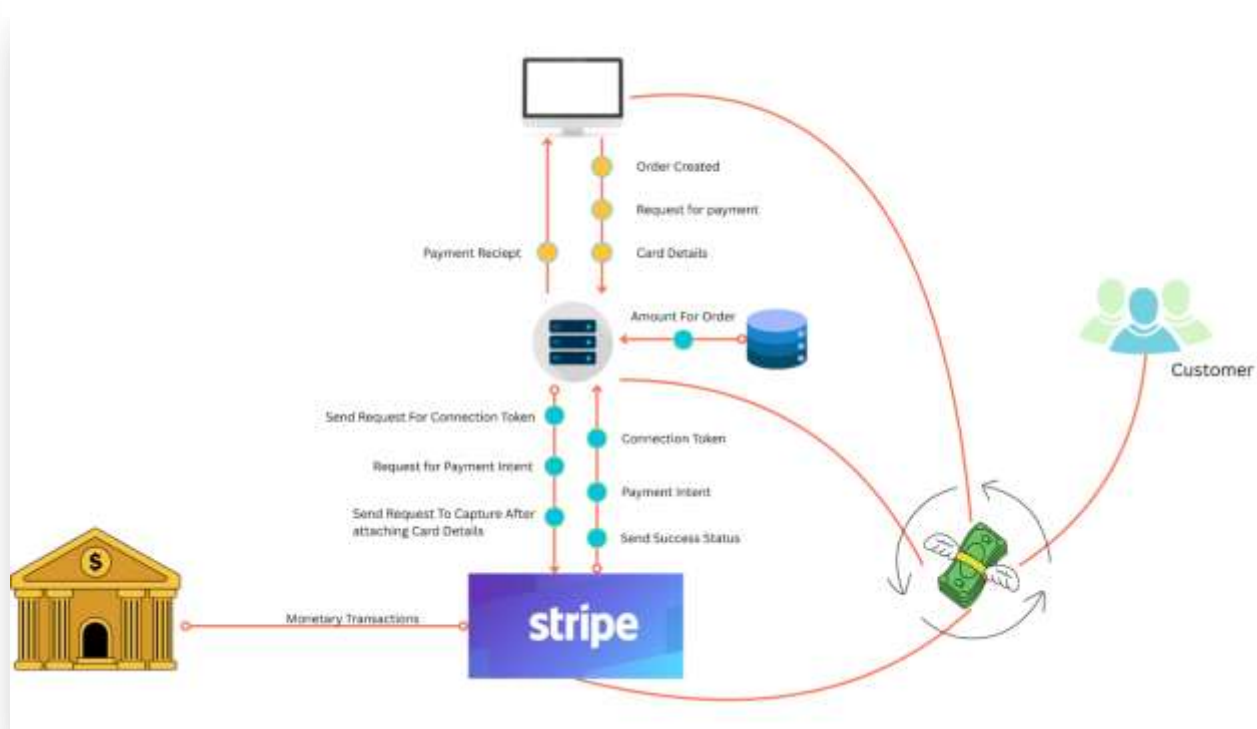 Order Created
Request for payment
Payment Reciept
Card Details
Amount For Order
Customer
Send Request For Connection Token
Connection Token
Request for Payment Intent
Payment Intent
Send Request To Capture After
attaching Card Details
Send Success Status
$
Monetary Transactions
stripe